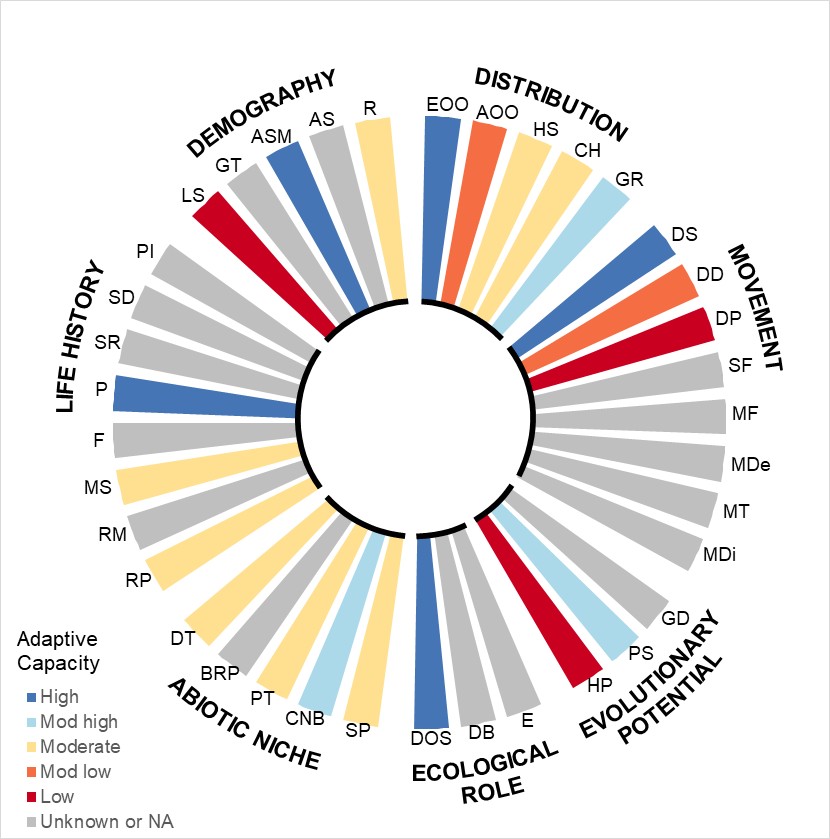 DEMOGRAPHY
DISTRIBUTION
R
AS
ASM
GT
LS
EOO
AOO
HS
CH
GR
MOVEMENT
DS
DD
DP
SF
MF
MDe
MT
MDi
LIFE HISTORY
PI
SD
SR
P
F
MS
RM
RP
EVOLUTIONARY
POTENTIAL
GD
PS
HP
ECOLOGICAL
ROLE
E
DB
DOS
ABIOTIC NICHE
SP
CNB
PT
BRP
DT
Adaptive
Capacity
High
Mod high
Moderate
Mod low
Low
Unknown or NA